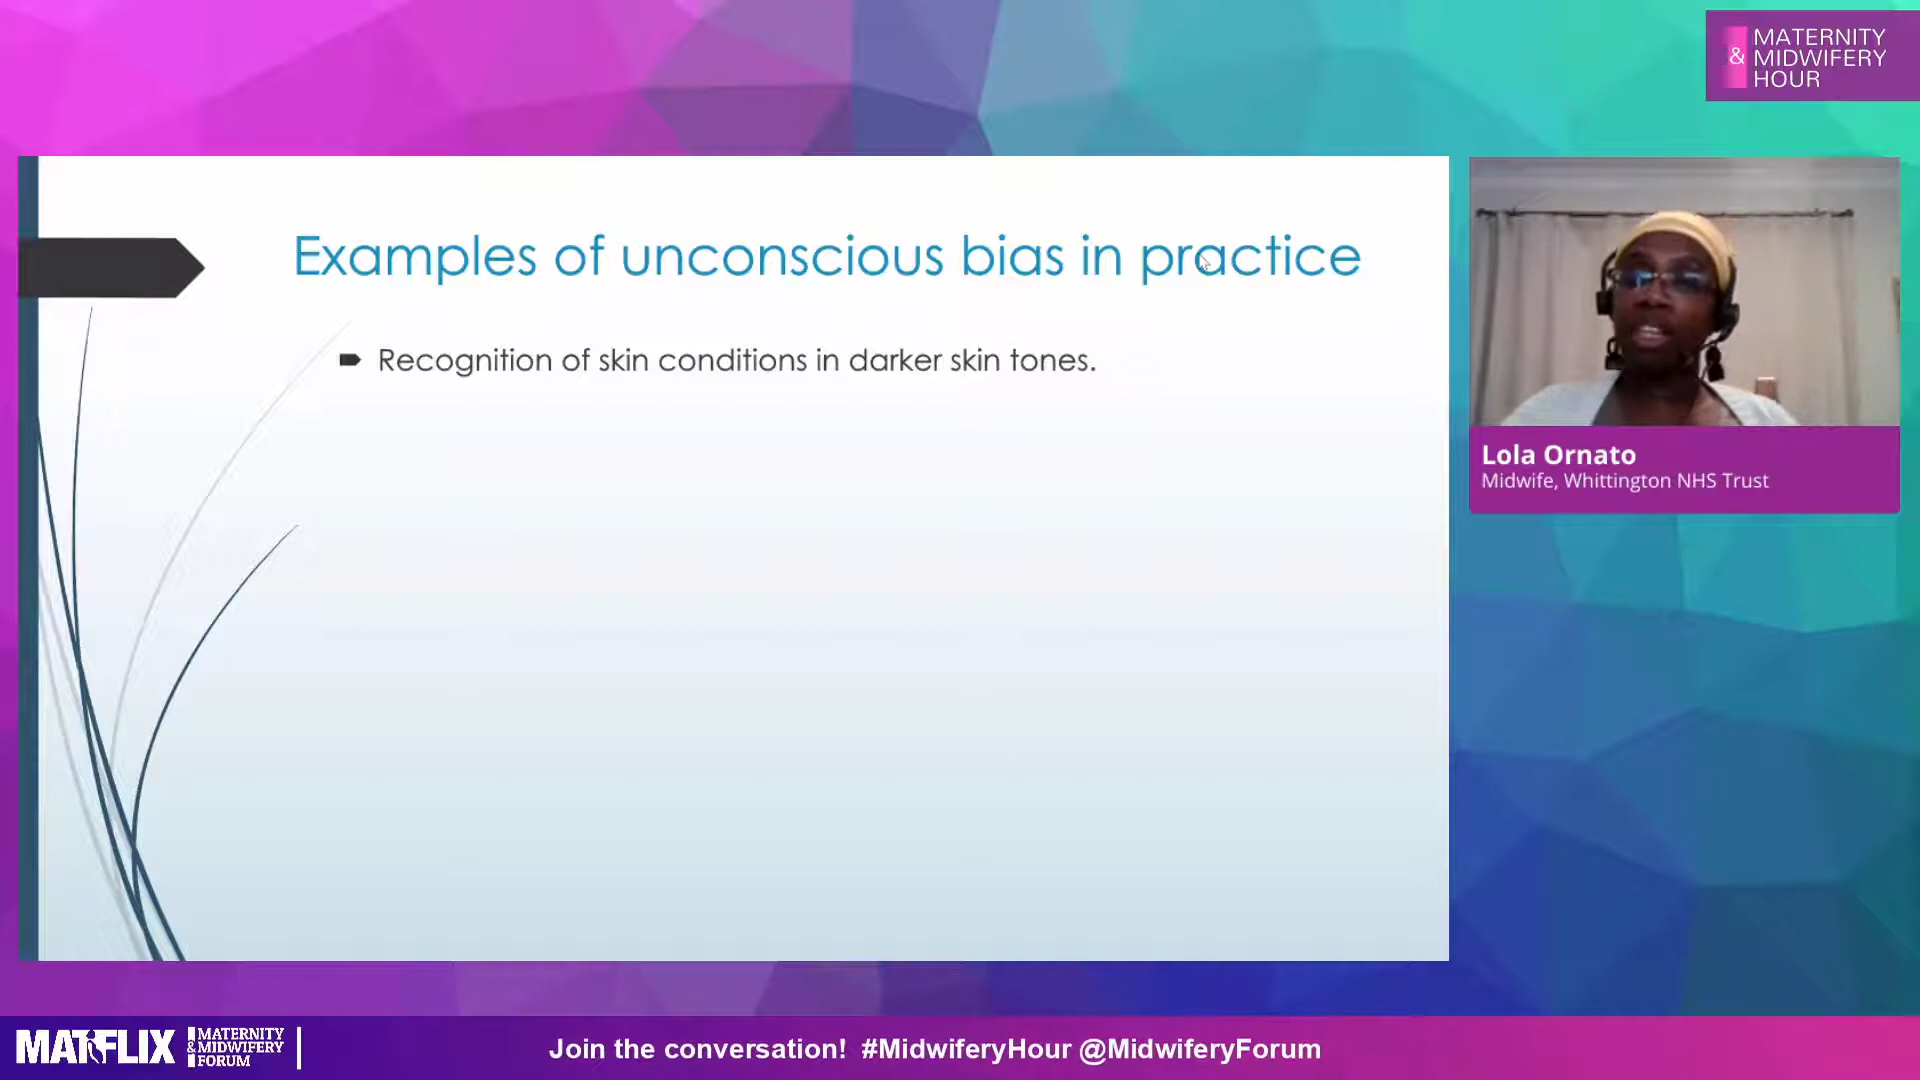 MATERNITY
& MIDWIFERY
HOUR
Examples of unconscious bias in practice
Recognition of skin conditions in darker skin tones.
Lola Ornato
Midwife, Whittington NHS Trust
MATFLIX
MATERNITY
& MIDWIFERY
FORUM
Join the conversation! #MidwiferyHour @MidwiferyForum